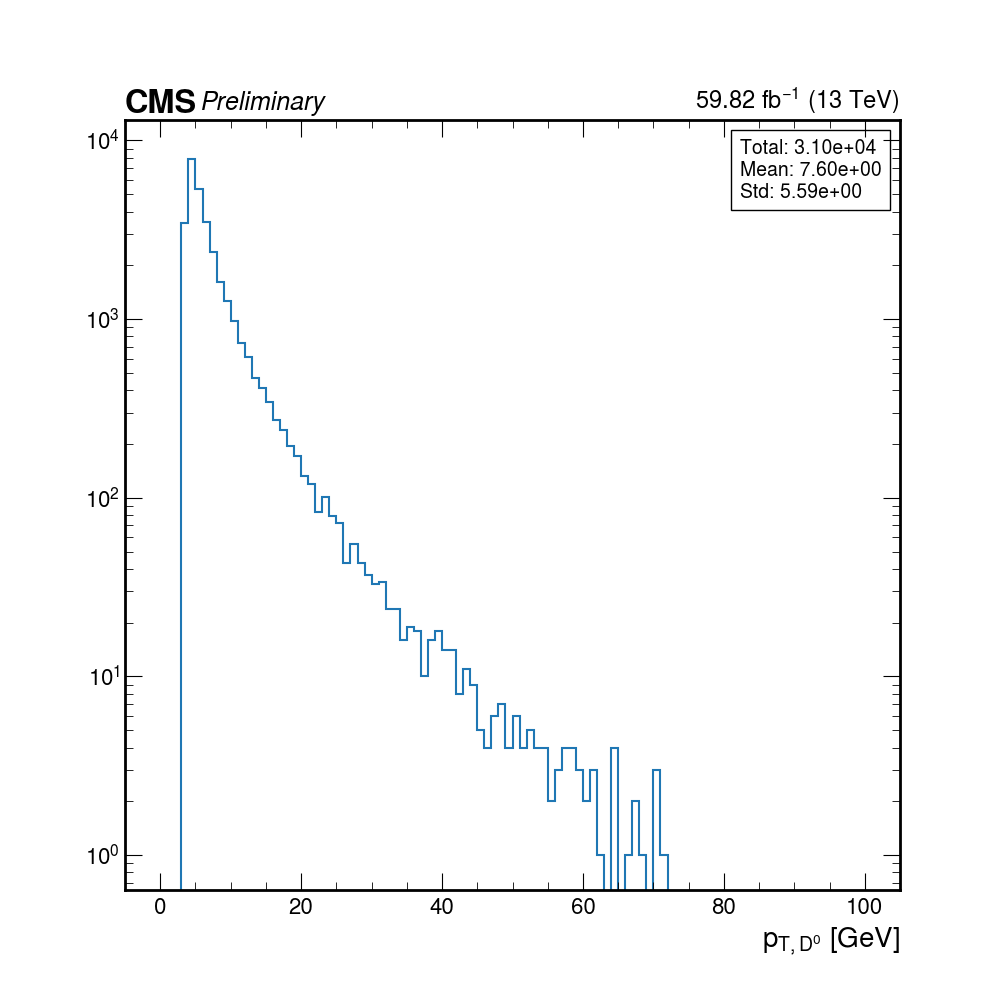 CMS Preliminary 59.82 fb⁻¹ (13 TeV)
Total: 3.10e+04
Mean: 7.60e+00
Std: 5.59e+00
10⁴
10³
10²
10¹
10⁰
0 20 40 60 80 100
p_{T, D⁰} [GeV]